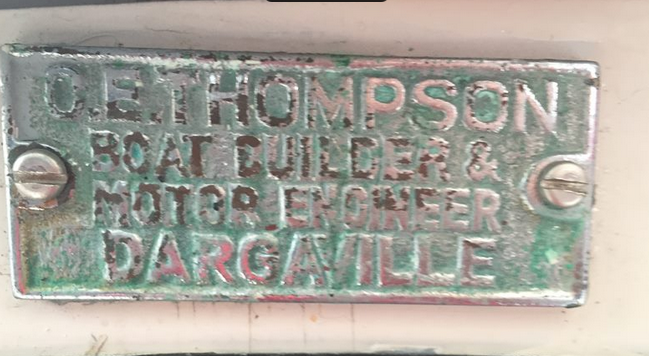 O.E.THOMPSON
BOAT BUILDER &
MOTOR ENGINEER
DARGAVILLE